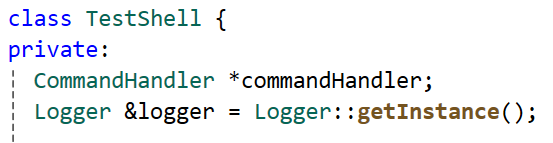 class TestShell {
private:
CommandHandler *commandHandler;
Logger &logger = Logger::getInstance();